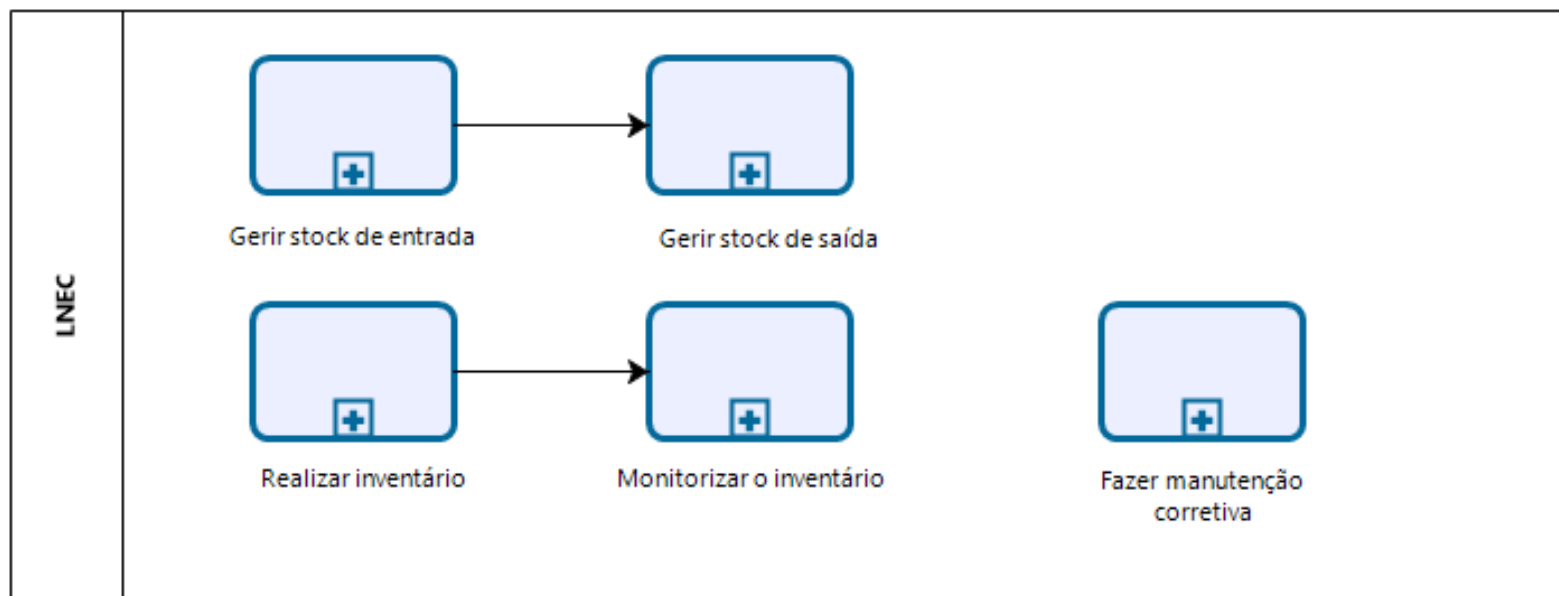 LNEC
Gerir stock de entrada
Gerir stock de saída
Realizar inventário
Monitorizar o inventário
Fazer manutenção
corretiva